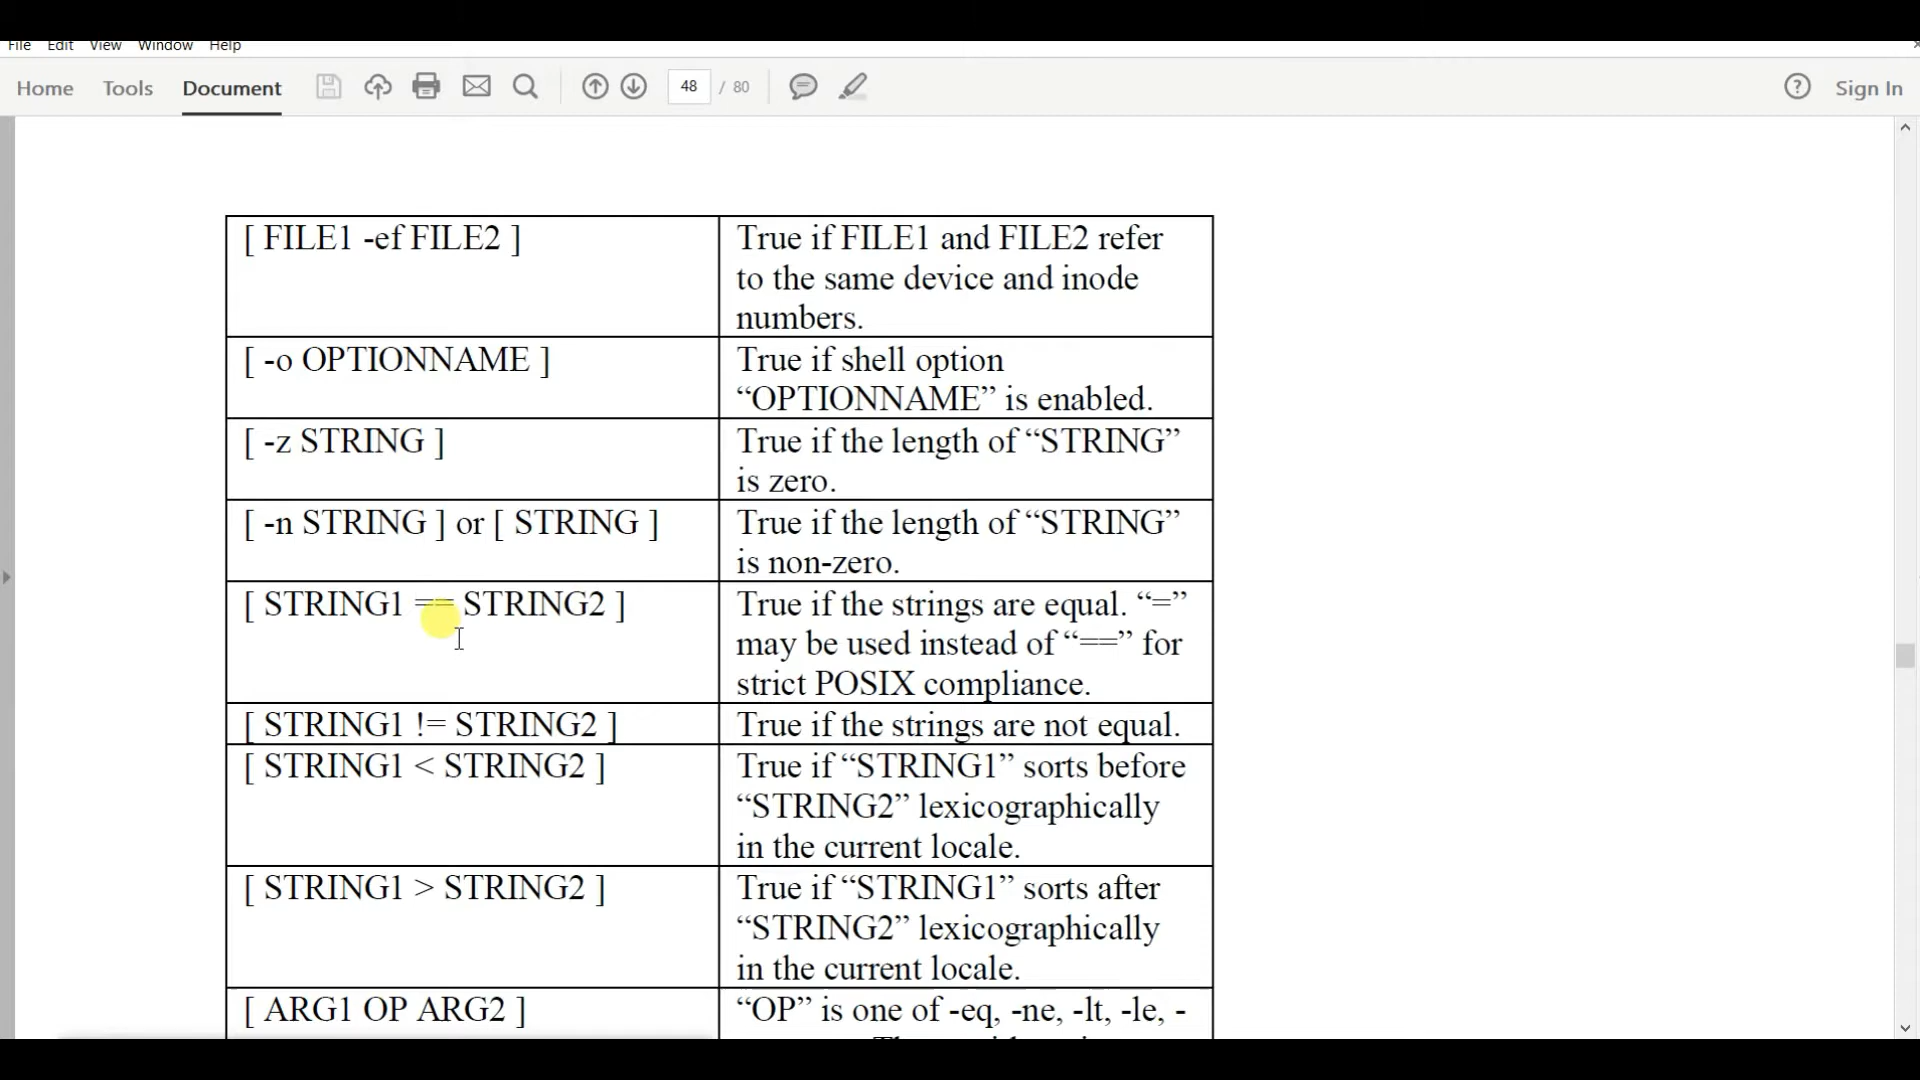 File Edit View Window Help
Home Tools Document 48 / 80 Sign In
[ FILE1 -ef FILE2 ]
True if FILE1 and FILE2 refer
to the same device and inode
numbers.
[ -o OPTIONNAME ]
True if shell option
“OPTIONNAME” is enabled.
[ -z STRING ]
True if the length of “STRING”
is zero.
[ -n STRING ] or [ STRING ]
True if the length of “STRING”
is non-zero.
[ STRING1 == STRING2 ]
True if the strings are equal. “=”
may be used instead of “==” for
strict POSIX compliance.
[ STRING1 != STRING2 ]
True if the strings are not equal.
[ STRING1 < STRING2 ]
True if “STRING1” sorts before
“STRING2” lexicographically
in the current locale.
[ STRING1 > STRING2 ]
True if “STRING1” sorts after
“STRING2” lexicographically
in the current locale.
[ ARG1 OP ARG2 ]
“OP” is one of -eq, -ne, -lt, -le, -